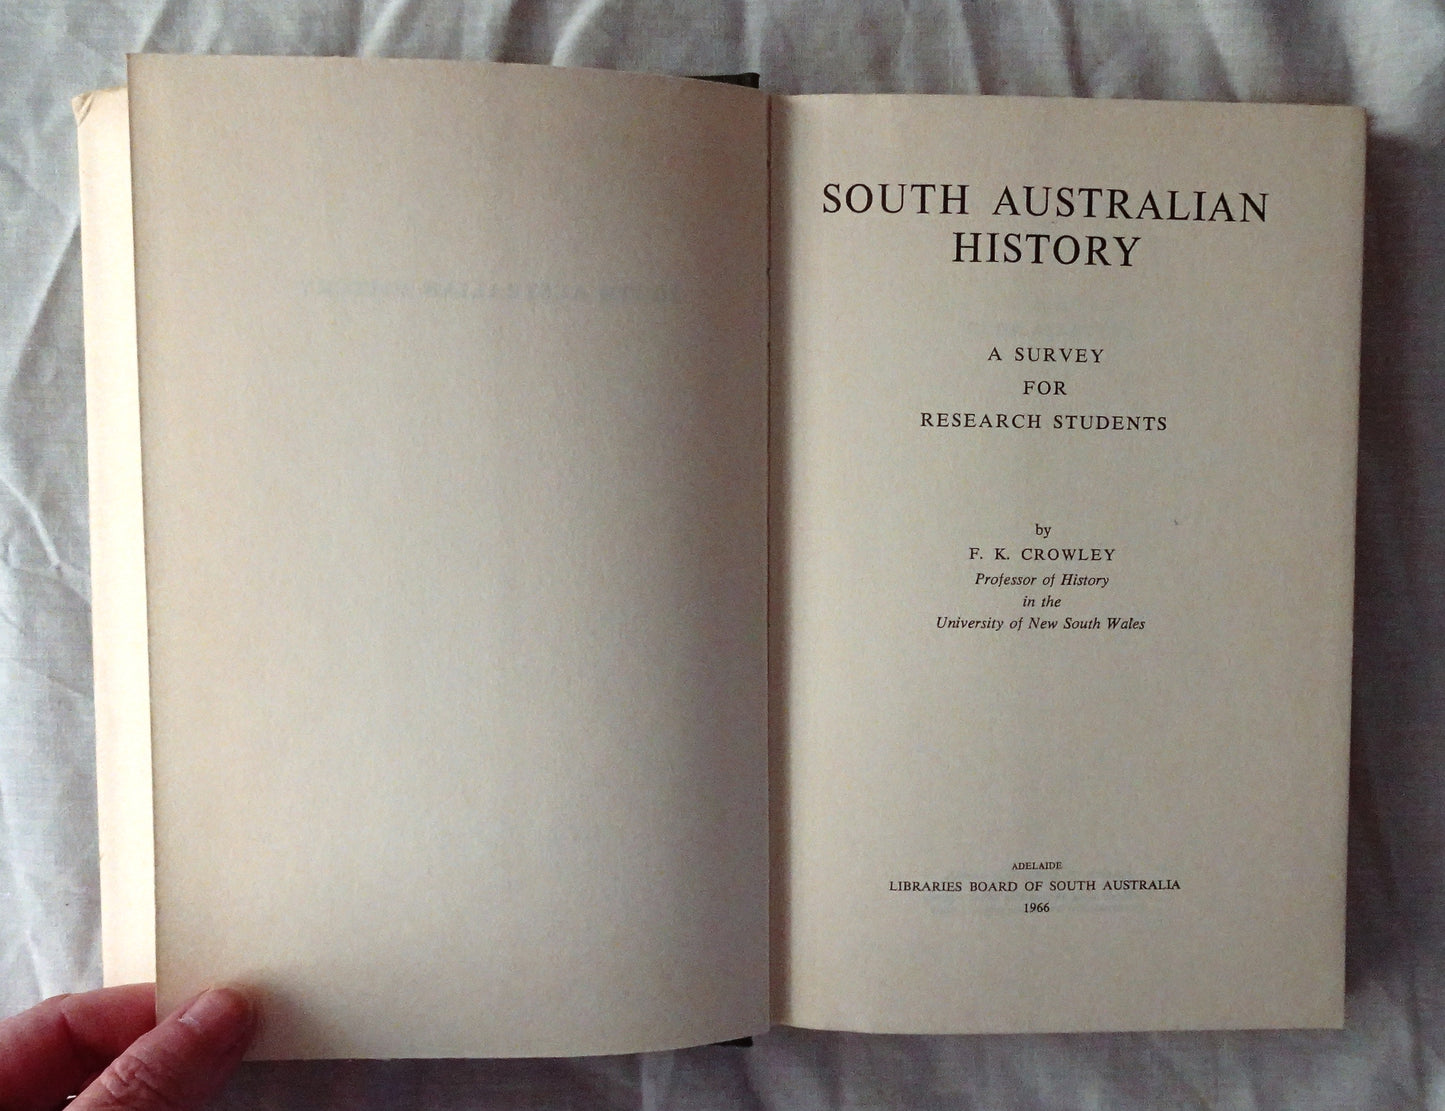 SOUTH AUSTRALIAN
HISTORY
A SURVEY
FOR
RESEARCH STUDENTS
by
F. K. CROWLEY
Professor of History
in the
University of New South Wales
ADELAIDE
LIBRARIES BOARD OF SOUTH AUSTRALIA
1966